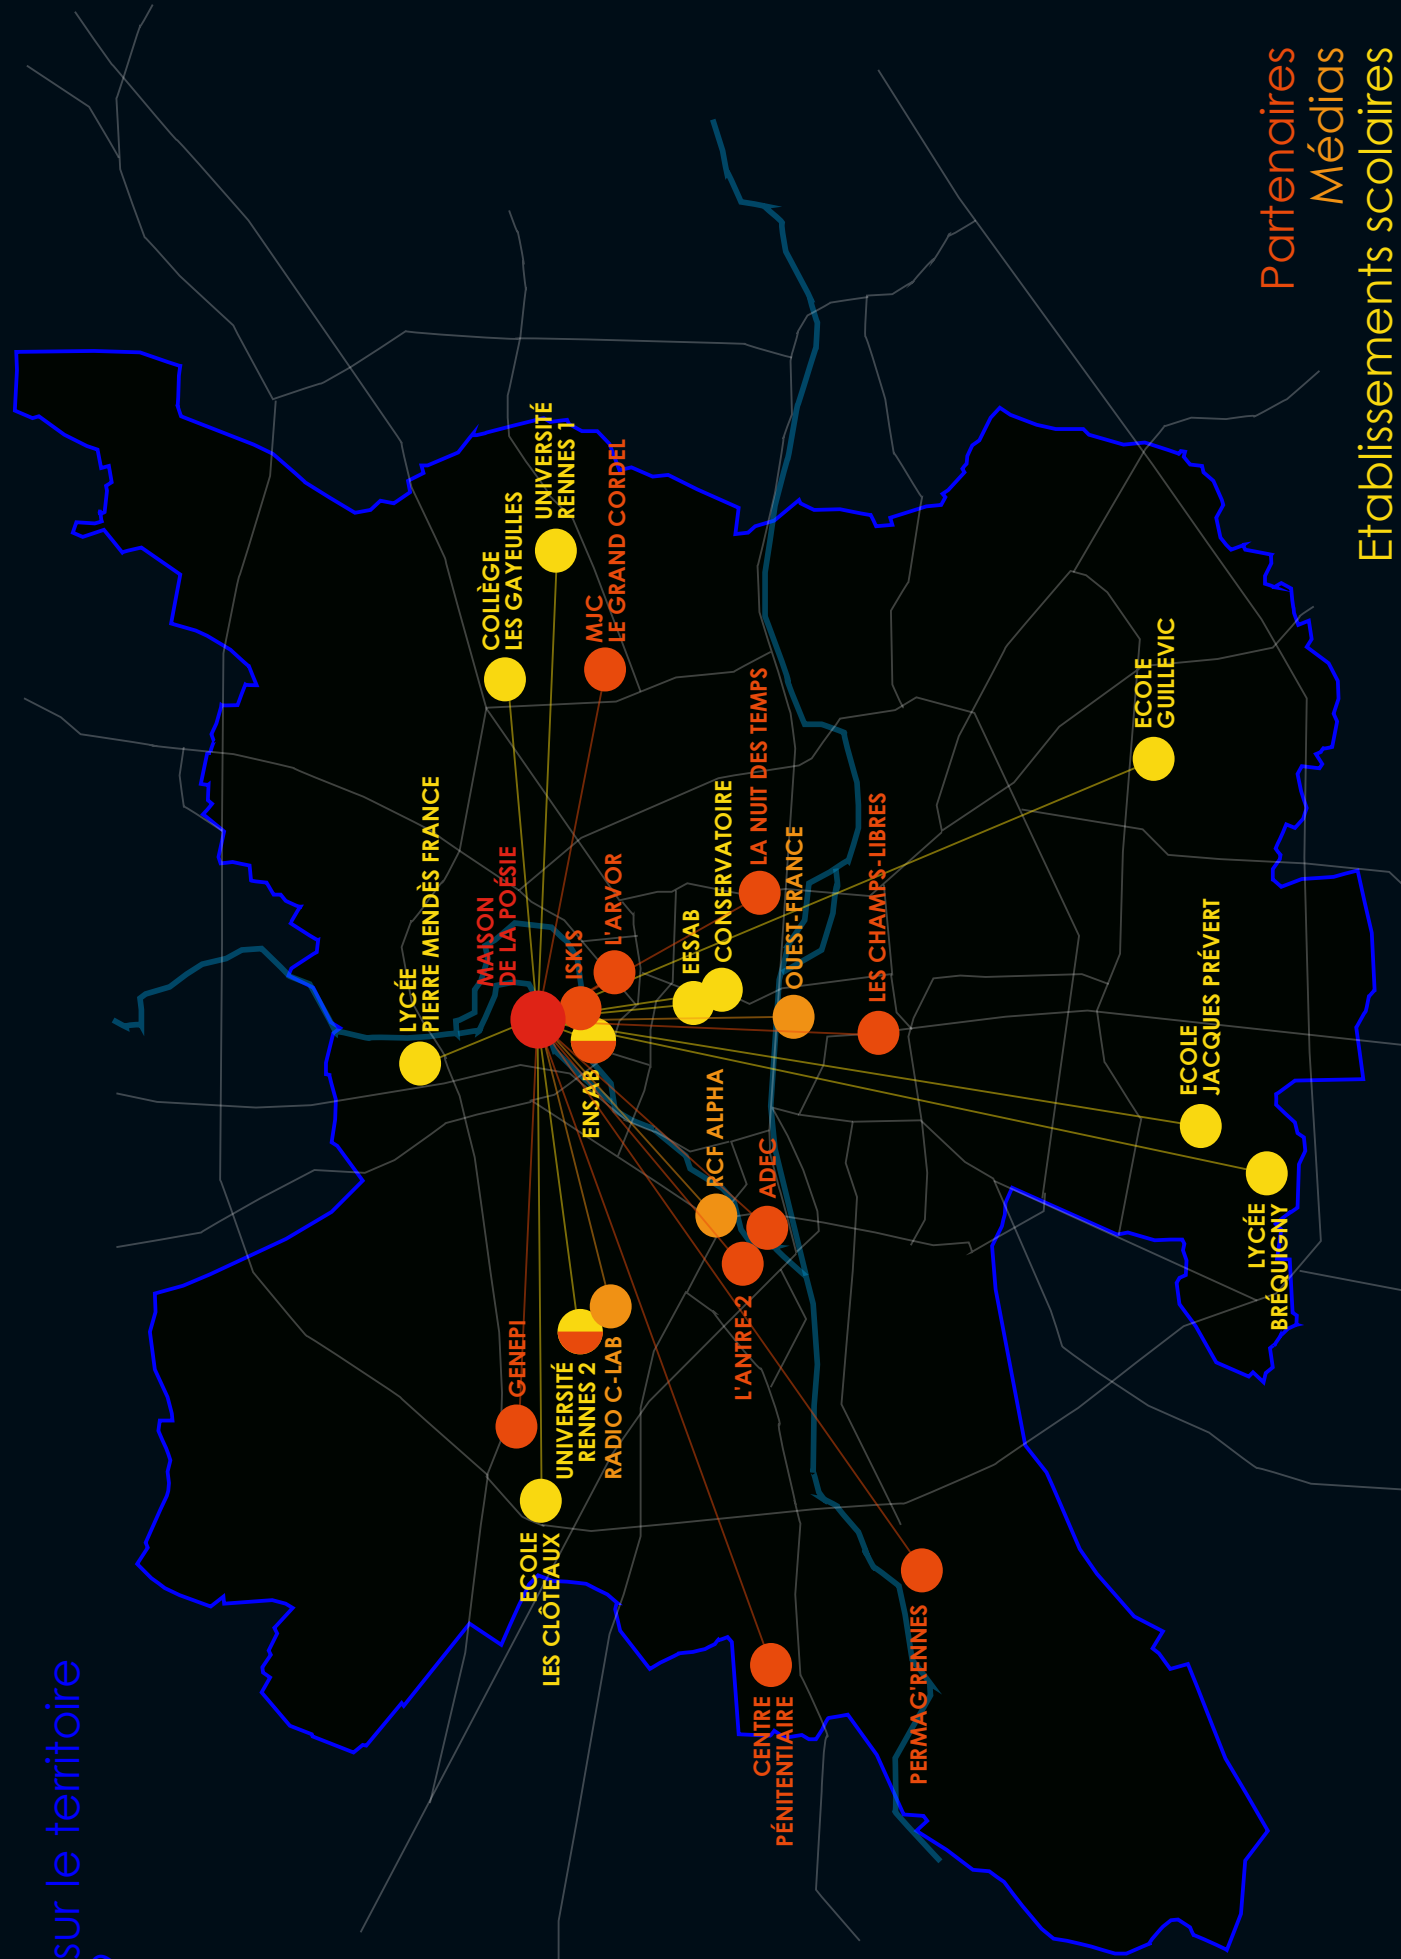 sur le territoire
Partenaires
Médias
Etablissements scolaires
LYCÉE
PIERRE MENDÈS FRANCE
MAISON
DE LA POÉSIE
COLLÈGE
LES GAYEULLES
UNIVERSITÉ
RENNES 1
MJC
LE GRAND CORDEL
ISKIS
L'ARVOR
EESAB
CONSERVATOIRE
LA NUIT DES TEMPS
OUEST-FRANCE
LES CHAMPS-LIBRES
ECOLE
GUILLEVIC
ECOLE
JACQUES PRÉVERT
LYCÉE
BRÉQUIGNY
ENSAB
RCF ALPHA
ADEC
L'ANTRE-2
GENEPI
UNIVERSITÉ
RENNES 2
RADIO C-LAB
ECOLE
LES CLÔTEAUX
CENTRE
PÉNITENTIAIRE
PERMAG'RENNES